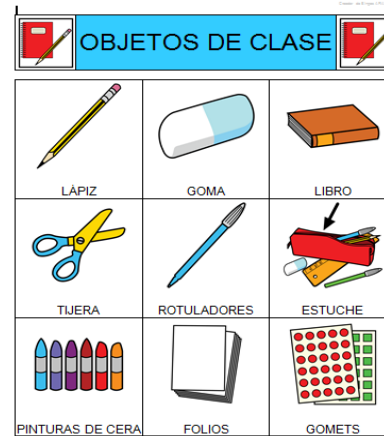 OBJETOS DE CLASE
LÁPIZ GOMA LIBRO
TIJERA ROTULADORES ESTUCHE
PINTURAS DE CERA FOLIOS GOMETS